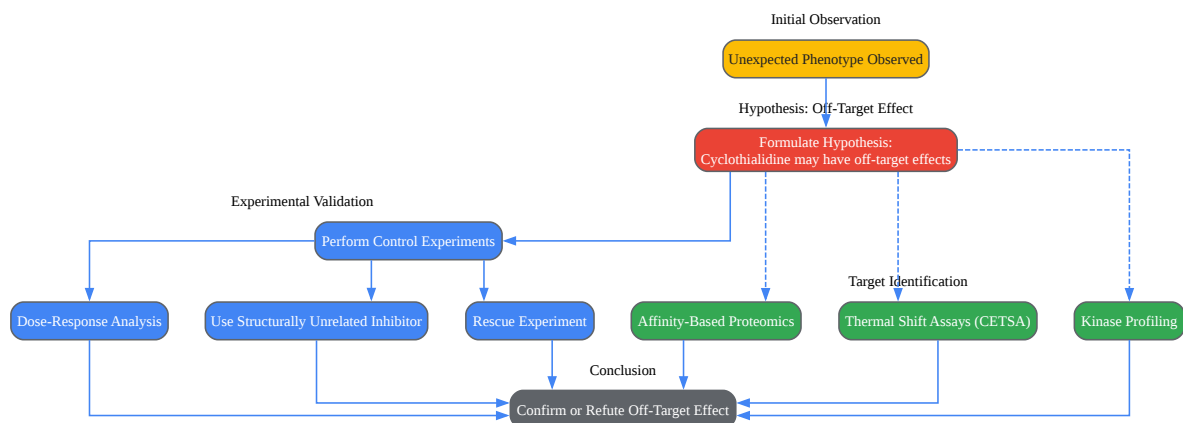 Initial Observation
Unexpected Phenotype Observed
Hypothesis: Off-Target Effect
Formulate Hypothesis:
Cyclothialidine may have off-target effects
Experimental Validation
Perform Control Experiments
Target Identification
Dose-Response Analysis
Use Structurally Unrelated Inhibitor
Rescue Experiment
Affinity-Based Proteomics
Thermal Shift Assays (CETSA)
Kinase Profiling
Conclusion
Confirm or Refute Off-Target Effect